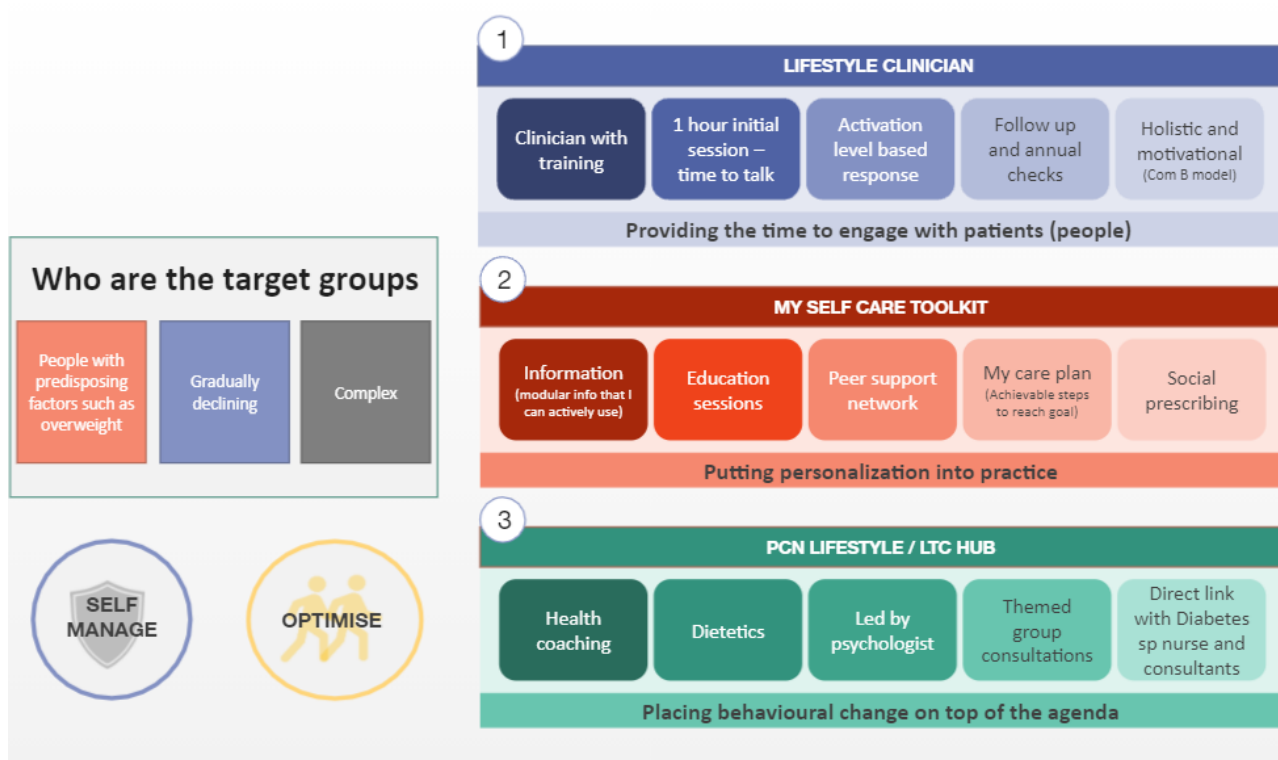 1
LIFESTYLE CLINICIAN
Clinician with
training
1 hour initial
session –
time to talk
Activation
level based
response
Follow up
and annual
checks
Holistic and
motivational
(Com B model)
Providing the time to engage with patients (people)
Who are the target groups
People with
predisposing
factors such as
overweight
Gradually
declining
Complex
2
MY SELF CARE TOOLKIT
Information
(modular info that I
can actively use)
Education
sessions
Peer support
network
My care plan
(Achievable steps
to reach goal)
Social
prescribing
Putting personalization into practice
SELF
MANAGE
OPTIMISE
3
PCN LIFESTYLE / LTC HUB
Health
coaching
Dietetics
Led by
psychologist
Themed
group
consultations
Direct link
with Diabetes
sp nurse and
consultants
Placing behavioural change on top of the agenda